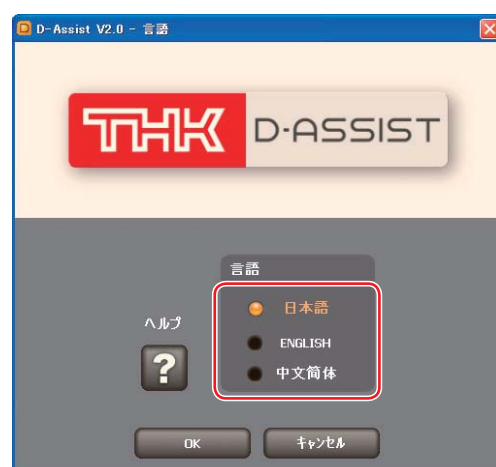 D-Assist V2.0 - 言語
THK D-ASSIST
言語
日本語
ヘルプ
ENGLISH
?
中文简体
OK キャンセル